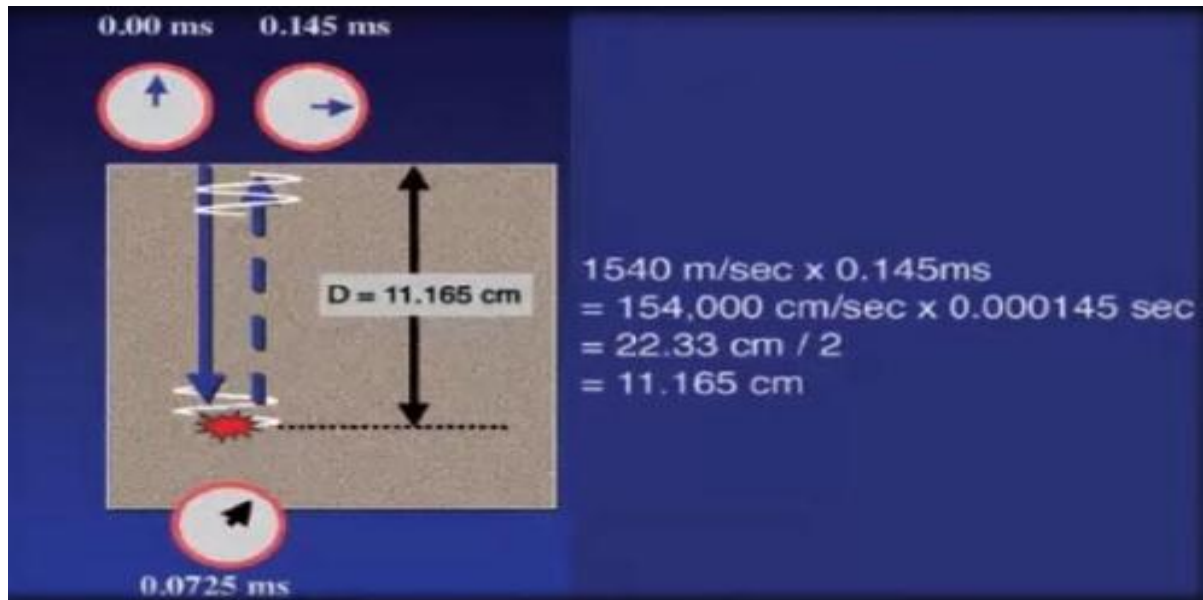 0.00 ms 0.145 ms
D = 11.165 cm
1540 m/sec x 0.145ms
= 154,000 cm/sec x 0.000145 sec
= 22.33 cm / 2
= 11.165 cm
0.0725 ms